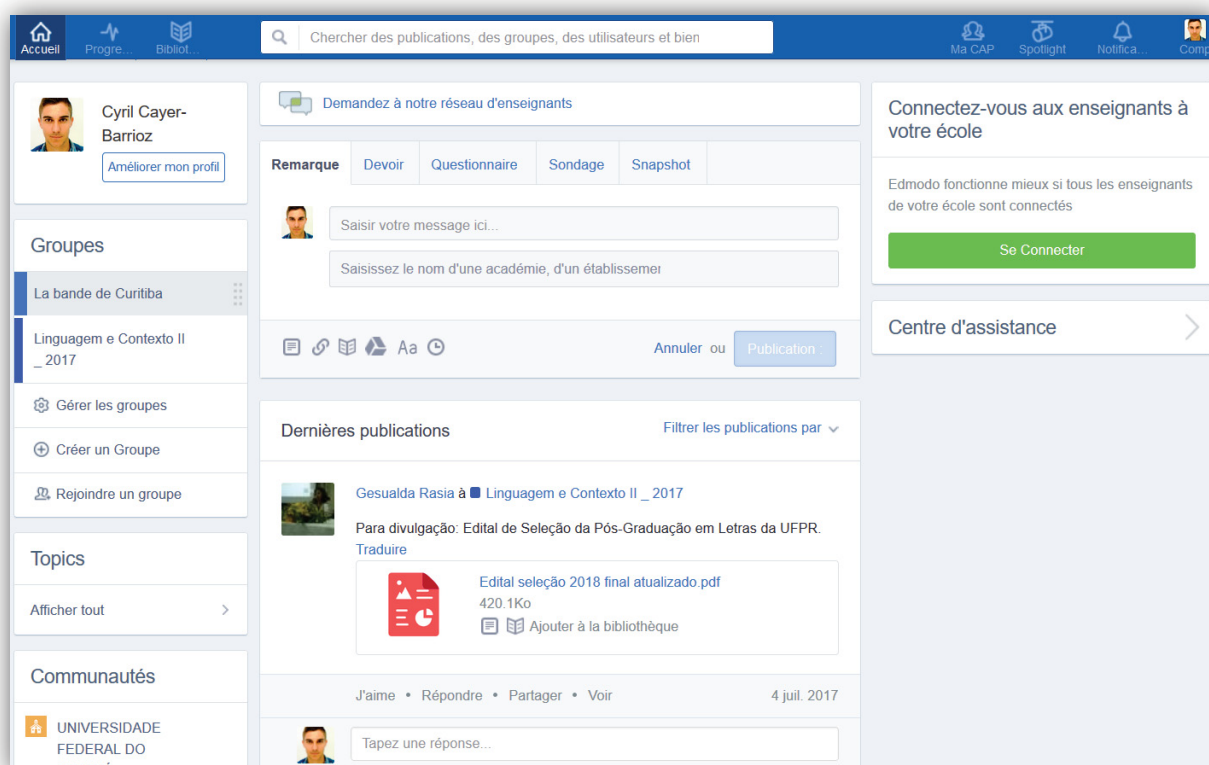 Accueil
Progre...
Bibliot...
Chercher des publications, des groupes, des utilisateurs et bien
Ma CAP
Spotlight
Notifica...
Comp
Cyril Cayer-
Barrioz
Améliorer mon profil
Groupes
La bande de Curitiba
Linguagem e Contexto II
_ 2017
Gérer les groupes
Créer un Groupe
Rejoindre un groupe
Topics
Afficher tout
Communautés
UNIVERSIDADE
FEDERAL DO
Demandez à notre réseau d'enseignants
Remarque
Devoir
Questionnaire
Sondage
Snapshot
Saisir votre message ici...
Saisissez le nom d'une académie, d'un établissemer
Aa
Annuler ou Publication :
Dernières publications
Filtrer les publications par
Gesualda Rasia à Linguagem e Contexto II _ 2017
Para divulgação: Edital de Seleção da Pós-Graduação em Letras da UFPR.
Traduire
Edital seleção 2018 final atualizado.pdf
420.1Ko
Ajouter à la bibliothèque
J'aime • Répondre • Partager • Voir
4 juil. 2017
Tapez une réponse...
Connectez-vous aux enseignants à
votre école
Edmodo fonctionne mieux si tous les enseignants
de votre école sont connectés
Se Connecter
Centre d'assistance